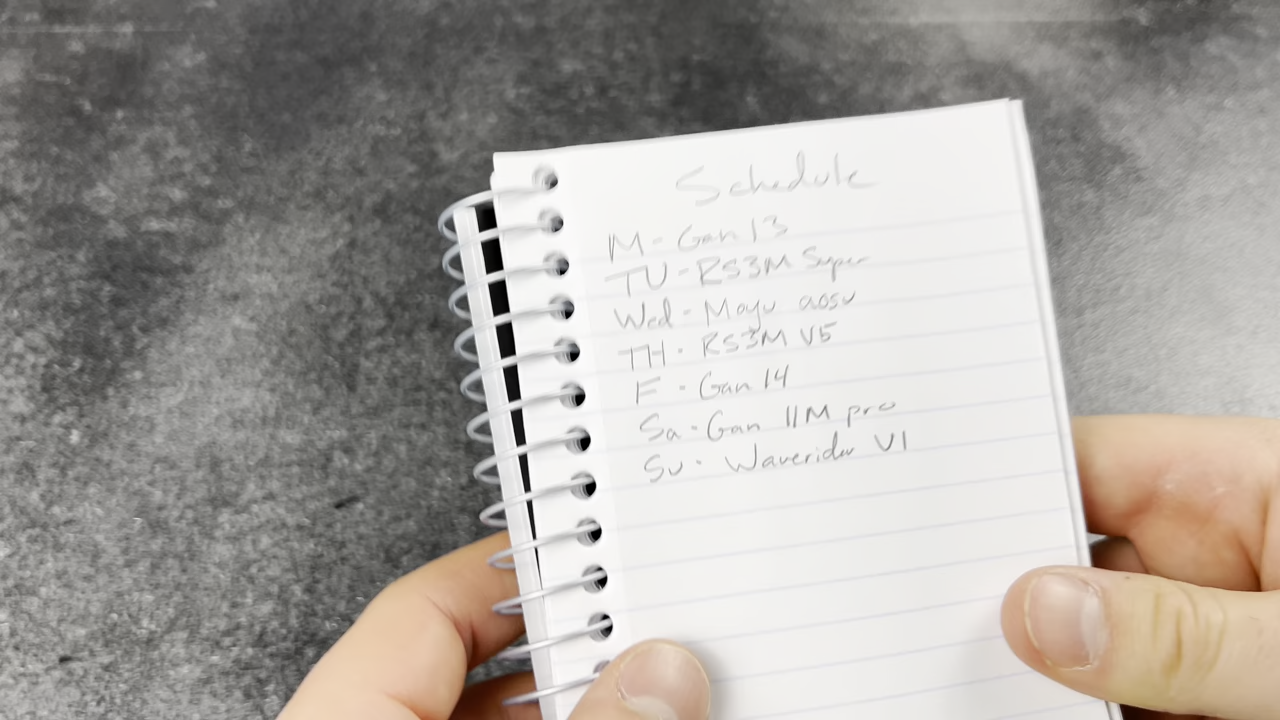 Schedule
M - Gan 13
TU - RS3M Super
Wed - Moyu aosu
TH - RS3M V5
F - Gan 14
Sa - Gan 11M pro
Su - Waverider V1